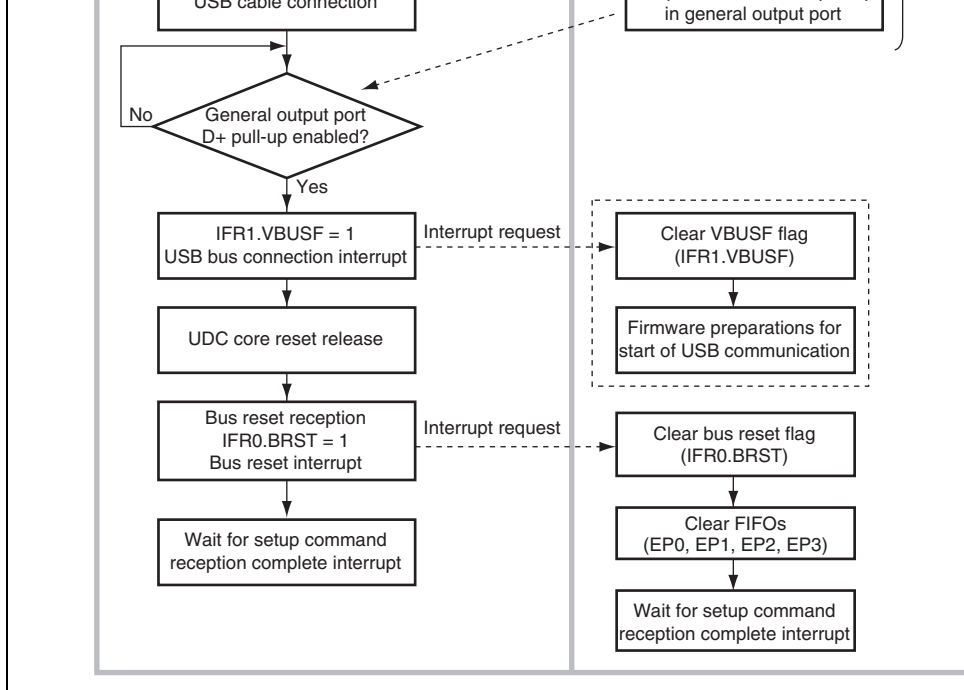 USB cable connection
in general output port
No
General output port
D+ pull-up enabled?
Yes
IFR1.VBUSF = 1
USB bus connection interrupt
Interrupt request
Clear VBUSF flag
(IFR1.VBUSF)
UDC core reset release
Firmware preparations for
start of USB communication
Bus reset reception
IFR0.BRST = 1
Bus reset interrupt
Interrupt request
Clear bus reset flag
(IFR0.BRST)
Wait for setup command
reception complete interrupt
Clear FIFOs
(EP0, EP1, EP2, EP3)
Wait for setup command
reception complete interrupt